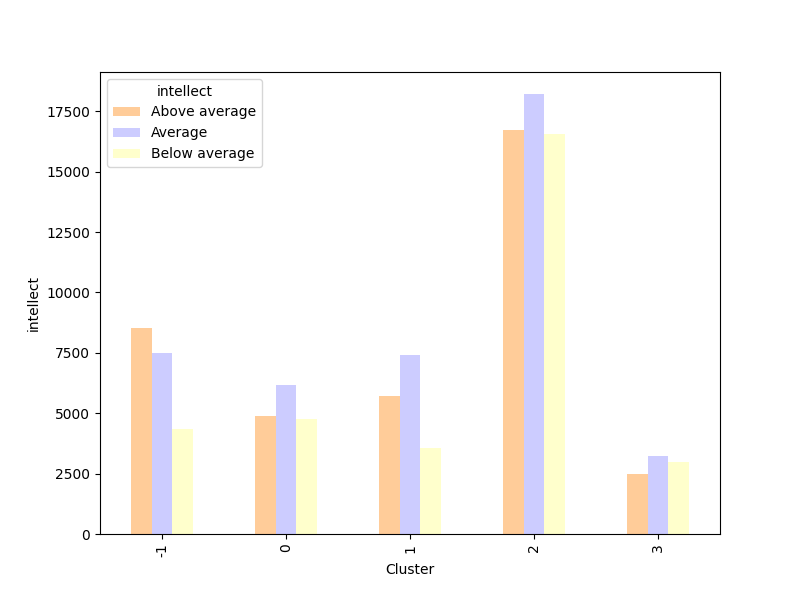 intellect
Above average
Average
Below average
17500
15000
12500
10000
7500
5000
2500
0
intellect
-1 0 1 2 3
Cluster